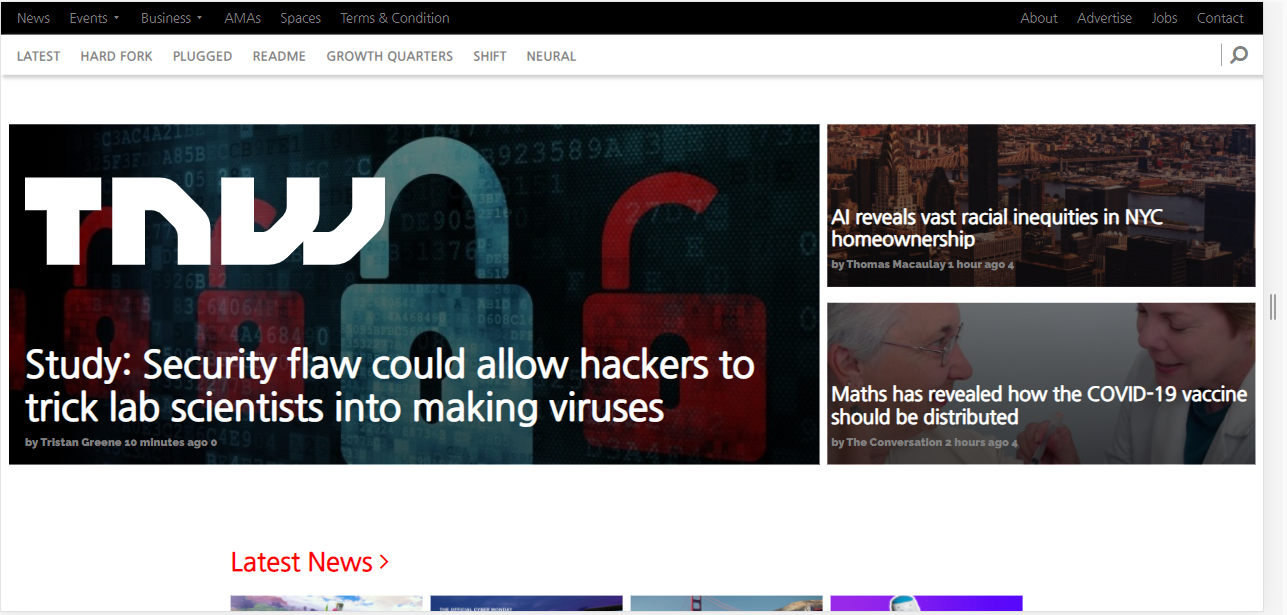 News Events Business AMAs Spaces Terms & Condition About Advertise Jobs Contact
LATEST HARD FORK PLUGGED README GROWTH QUARTERS SHIFT NEURAL
TNW
Study: Security flaw could allow hackers to
trick lab scientists into making viruses
by Tristan Greene 10 minutes ago 0
AI reveals vast racial inequities in NYC
homeownership
by Thomas Macaulay 1 hour ago 4
Maths has revealed how the COVID-19 vaccine
should be distributed
by The Conversation 2 hours ago 4
Latest News >
THE OFFICIAL CYBER MONDAY